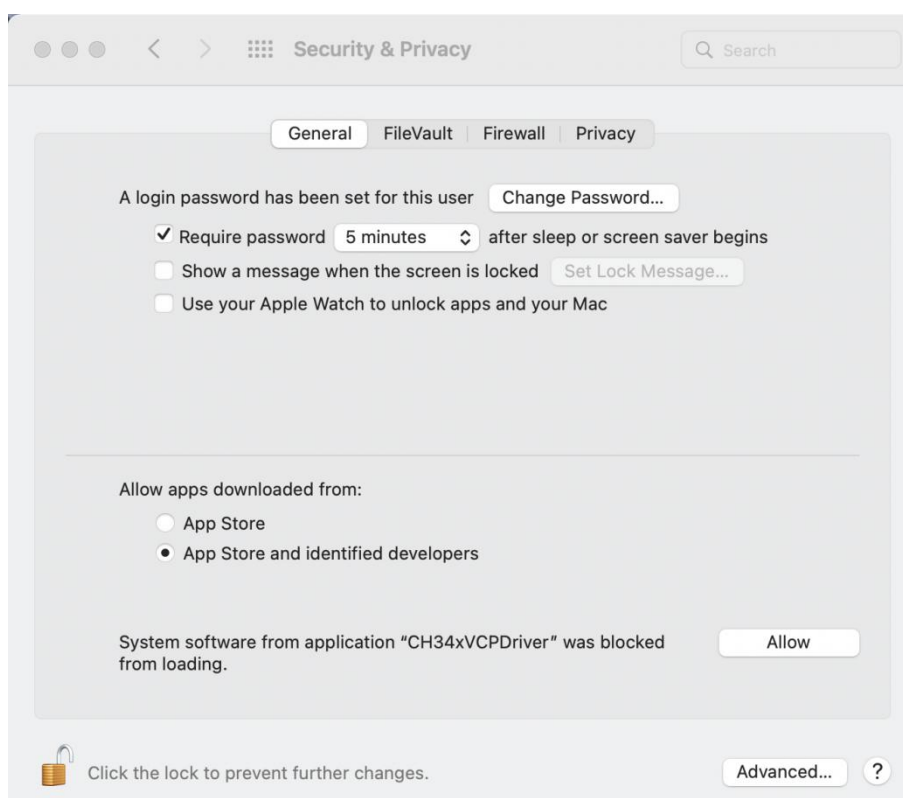 Security & Privacy
Search
General FileVault Firewall Privacy
A login password has been set for this user Change Password...
Require password 5 minutes after sleep or screen saver begins
Show a message when the screen is locked Set Lock Message...
Use your Apple Watch to unlock apps and your Mac
Allow apps downloaded from:
App Store
App Store and identified developers
System software from application “CH34xVCPDriver” was blocked Allow
from loading.
Click the lock to prevent further changes. Advanced... ?